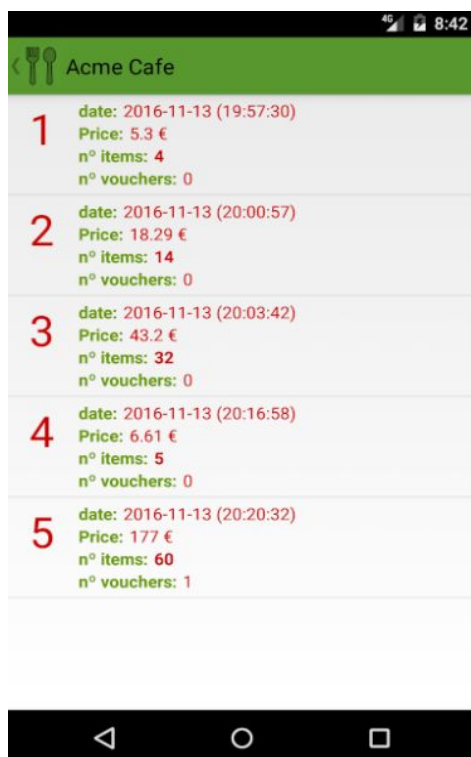 4G 8:42
Acme Cafe
1
date: 2016-11-13 (19:57:30)
Price: 5.3 €
nº items: 4
nº vouchers: 0
2
date: 2016-11-13 (20:00:57)
Price: 18.29 €
nº items: 14
nº vouchers: 0
3
date: 2016-11-13 (20:03:42)
Price: 43.2 €
nº items: 32
nº vouchers: 0
4
date: 2016-11-13 (20:16:58)
Price: 6.61 €
nº items: 5
nº vouchers: 0
5
date: 2016-11-13 (20:20:32)
Price: 177 €
nº items: 60
nº vouchers: 1